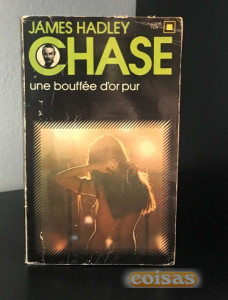 JAMES HADLEY
CHASE
une bouffée d'or pur
coisas